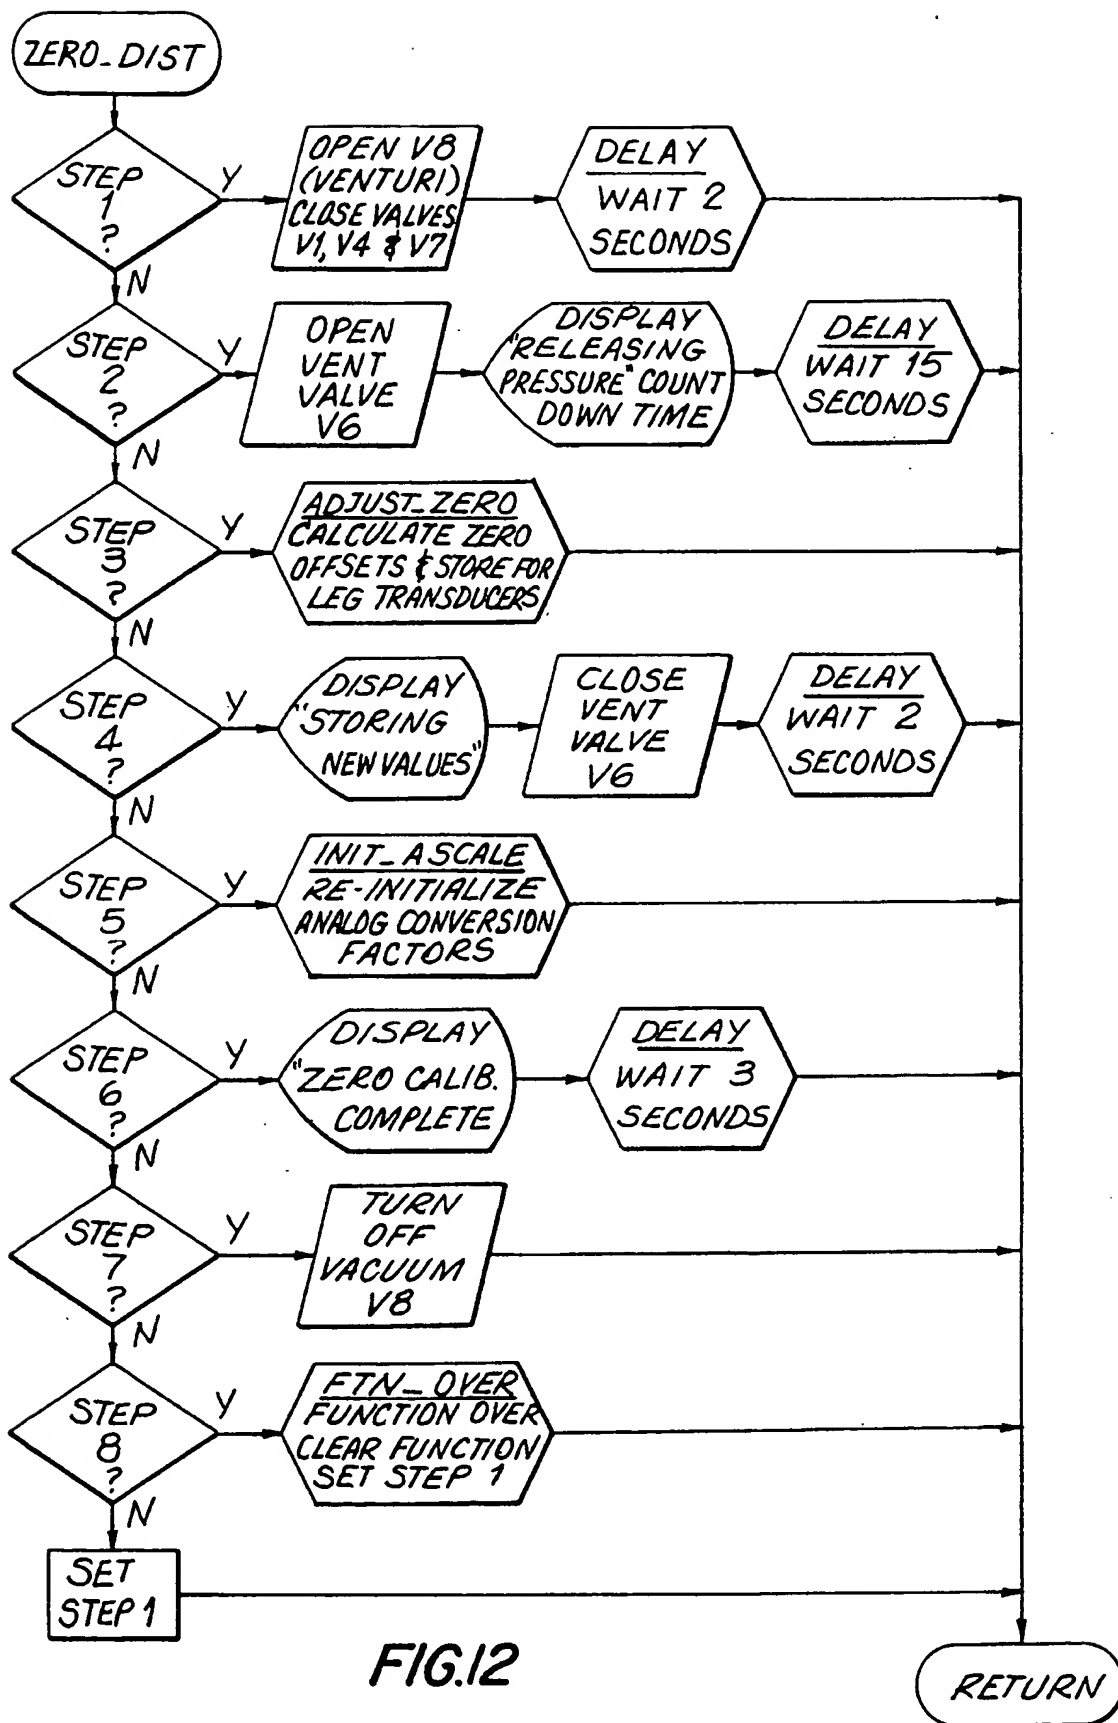 ZERO_DIST
STEP
1
?
Y
OPEN V8
(VENTURI)
CLOSE VALVES
V1, V4 & V7
DELAY
WAIT 2
SECONDS
N
STEP
2
?
Y
OPEN
VENT
VALVE
V6
DISPLAY
"RELEASING
PRESSURE" COUNT
DOWN TIME
DELAY
WAIT 15
SECONDS
N
STEP
3
?
Y
ADJUST_ZERO
CALCULATE ZERO
OFFSETS & STORE FOR
LEG TRANSDUCERS
N
STEP
4
?
Y
DISPLAY
"STORING
NEW VALUES"
CLOSE
VENT
VALVE
V6
DELAY
WAIT 2
SECONDS
N
STEP
5
?
Y
INIT_ASCALE
RE-INITIALIZE
ANALOG CONVERSION
FACTORS
N
STEP
6
?
Y
DISPLAY
"ZERO CALIB.
COMPLETE
DELAY
WAIT 3
SECONDS
N
STEP
7
?
Y
TURN
OFF
VACUUM
V8
N
STEP
8
?
Y
FTN_OVER
FUNCTION OVER
CLEAR FUNCTION
SET STEP 1
N
SET
STEP 1
RETURN
FIG.12